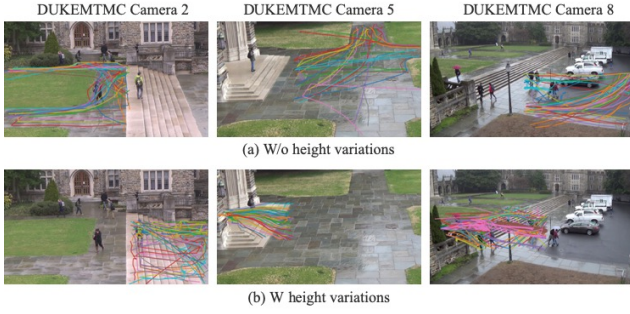 DUKEMTMC Camera 2
DUKEMTMC Camera 5
DUKEMTMC Camera 8
(a) W/o height variations
(b) W height variations